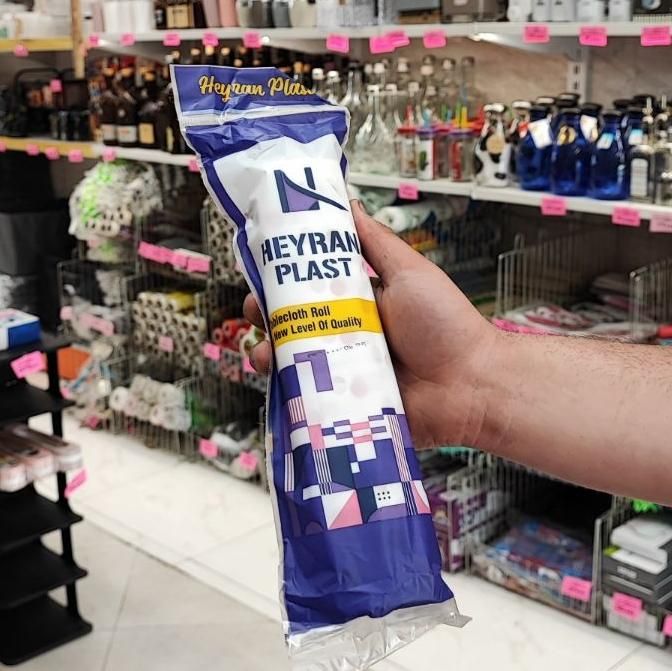 Heyran Plast
HEYRAN
PLAST
Tablecloth Roll
New Level Of Quality